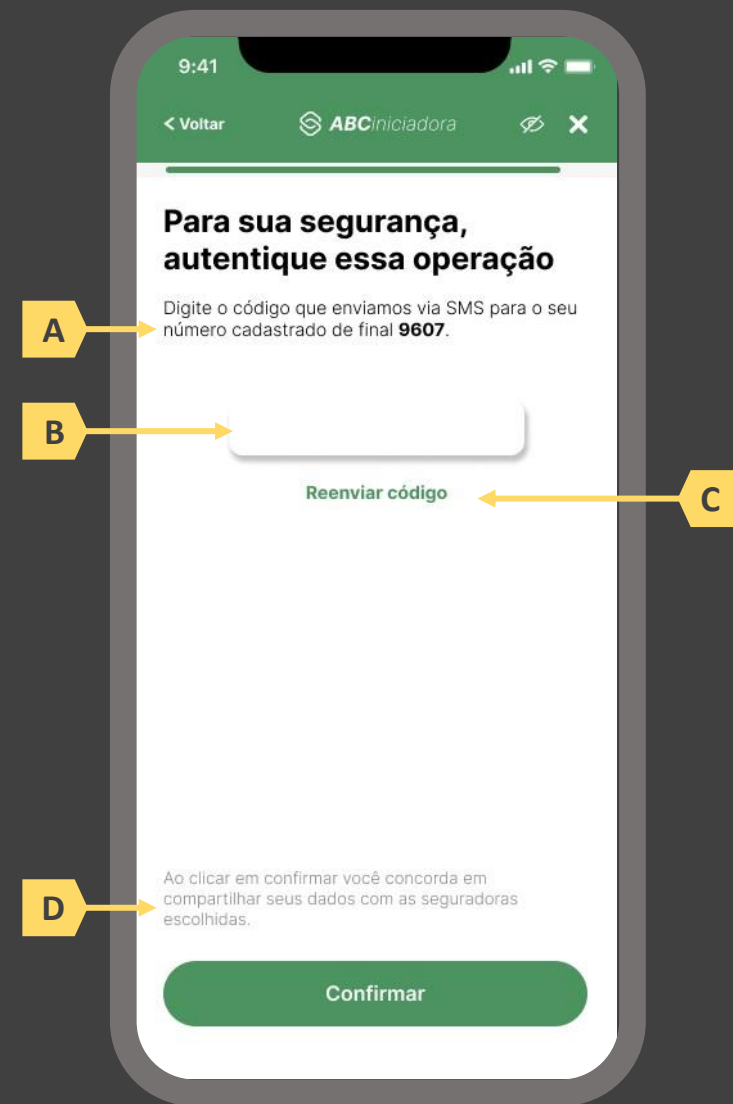 9:41
< Voltar
ABCiniciadora
Para sua segurança,
autentique essa operação
Digite o código que enviamos via SMS para o seu
número cadastrado de final 9607.
A
B
Reenviar código
C
Ao clicar em confirmar você concorda em
compartilhar seus dados com as seguradoras
escolhidas.
D
Confirmar